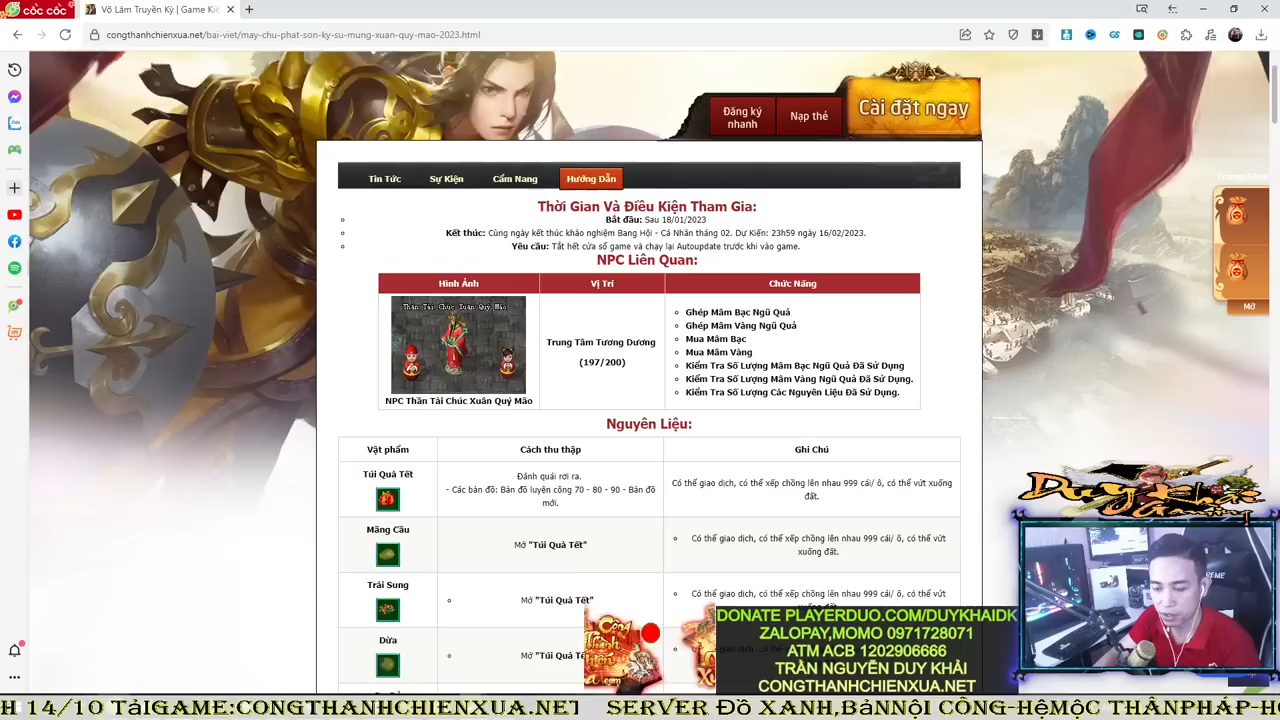 cốc cốc
Võ Lâm Truyền Kỳ | Game Kiế
congthanhchienxua.net/bai-viet/may-chu-phat-son-ky-su-mung-xuan-quy-mao-2023.html
Đăng ký nhanh
Nạp thẻ
Cài đặt ngay
Tin Tức
Sự Kiện
Cẩm Nang
Hướng Dẫn
Thời Gian Và Điều Kiện Tham Gia:
Bắt đầu: Sau 18/01/2023
Kết thúc: Cùng ngày kết thúc khảo nghiệm Bang Hội - Cá Nhân tháng 02. Dự Kiến: 23h59 ngày 16/02/2023.
Yêu cầu: Tắt hết cửa sổ game và chạy lại Autoupdate trước khi vào game.
NPC Liên Quan:
Hình Ảnh
Vị Trí
Chức Năng
Thần Tài Chúc Xuân Quý Mão
NPC Thần Tài Chúc Xuân Quý Mão
Trung Tâm Tương Dương
(197/200)
Ghép Mâm Bạc Ngũ Quả
Ghép Mâm Vàng Ngũ Quả
Mua Mâm Bạc
Mua Mâm Vàng
Kiểm Tra Số Lượng Mâm Bạc Ngũ Quả Đã Sử Dụng
Kiểm Tra Số Lượng Mâm Vàng Ngũ Quả Đã Sử Dụng.
Kiểm Tra Số Lượng Các Nguyên Liệu Đã Sử Dụng.
Mở
Nguyên Liệu:
Vật phẩm
Cách thu thập
Ghi Chú
Túi Quà Tết
Đánh quái rơi ra.
- Các bản đồ: Bản đồ luyện công 70 - 80 - 90 - Bản đồ
mới.
Có thể giao dịch, có thể xếp chồng lên nhau 999 cái/ ô, có thể vứt xuống
đất.
Mãng Cầu
Mở "Túi Quà Tết"
Có thể giao dịch, có thể xếp chồng lên nhau 999 cái/ ô, có thể vứt
xuống đất.
Trái Sung
Mở "Túi Quà Tết"
Có thể giao dịch, có thể xếp chồng lên nhau 999 cái/ ô, có thể vứt
Dừa
Mở "Túi Quà Tế
Duy Khải
Gaming
Công
Thành
Chiến
DONATE PLAYERDUO.COM/DUYKHAIDK
ZALOPAY,MOMO 0971728071
ATM ACB 1202906666
TRẦN NGUYỄN DUY KHẢI
CONGTHANHCHIENXUA.NET
H 14/10 TảIGAME:CONGTHANHCHIENXUA.NET SERVER Đồ XANH,BảNNộI CÔNG-HệMộC THÂNPHÁP-H